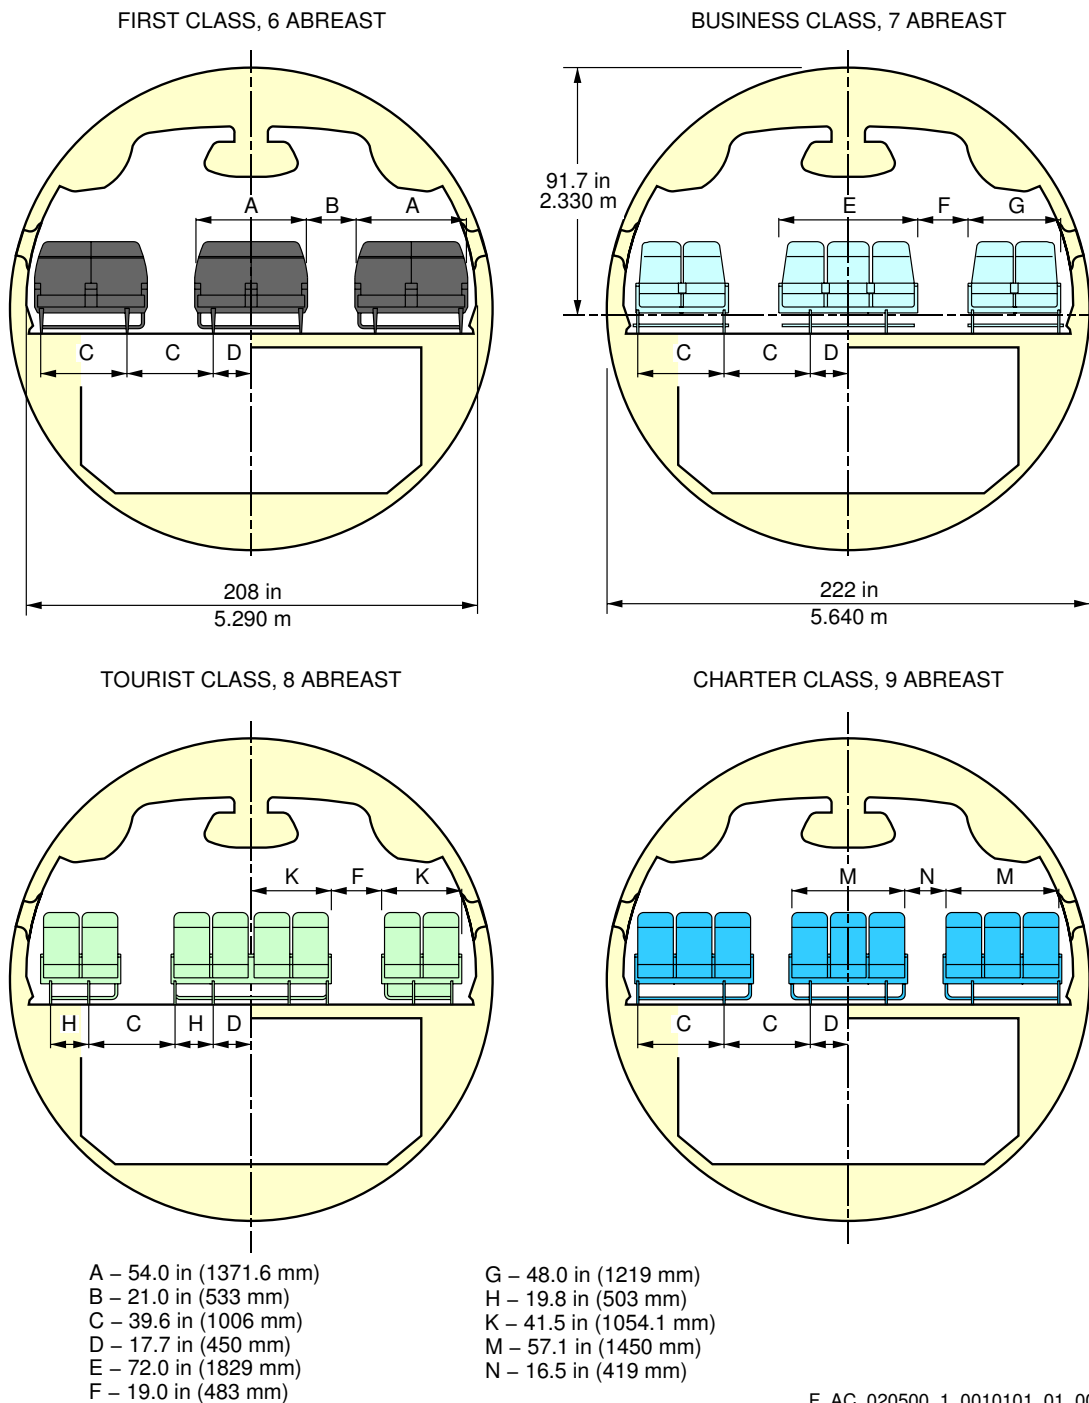 FIRST CLASS, 6 ABREAST
BUSINESS CLASS, 7 ABREAST
91.7 in
2.330 m
A B A
E F G
C C D
C C D
208 in
5.290 m
222 in
5.640 m
TOURIST CLASS, 8 ABREAST
CHARTER CLASS, 9 ABREAST
K F K
M N M
H C H D
C C D
A – 54.0 in (1371.6 mm)
B – 21.0 in (533 mm)
C – 39.6 in (1006 mm)
D – 17.7 in (450 mm)
E – 72.0 in (1829 mm)
F – 19.0 in (483 mm)
G – 48.0 in (1219 mm)
H – 19.8 in (503 mm)
K – 41.5 in (1054.1 mm)
M – 57.1 in (1450 mm)
N – 16.5 in (419 mm)